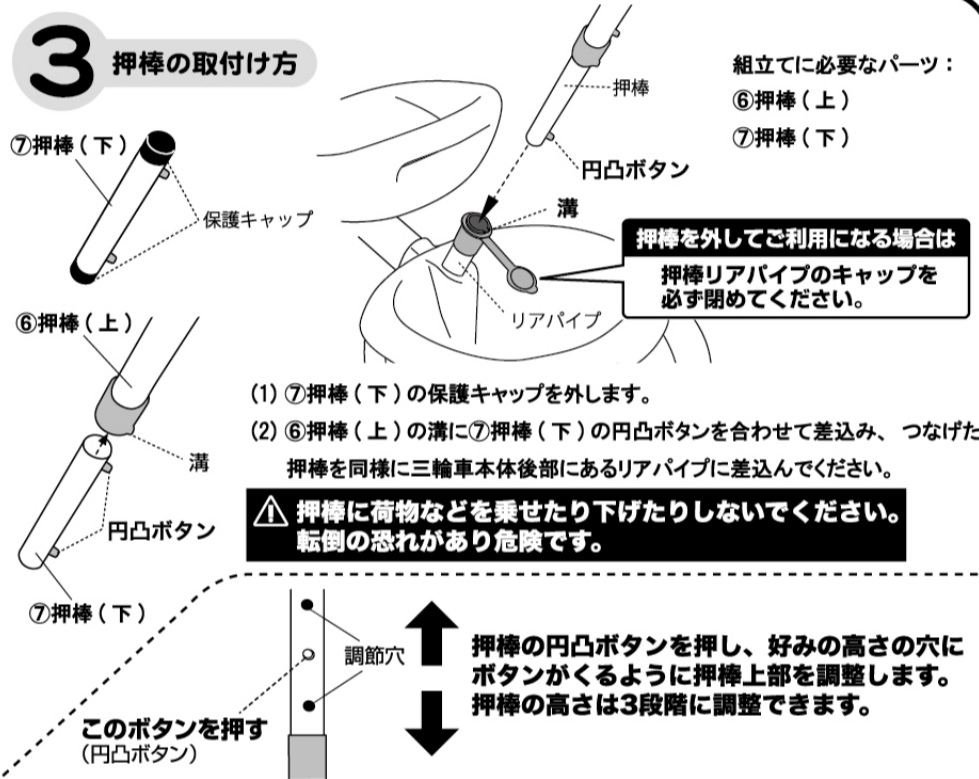 3 押棒の取付け方
組立てに必要なパーツ：
⑥押棒（上）
⑦押棒（下）
⑦押棒（下）
保護キャップ
押棒
円凸ボタン
溝
リアパイプ
押棒を外してご利用になる場合は
押棒リアパイプのキャップを
必ず閉めてください。
⑥押棒（上）
溝
円凸ボタン
⑦押棒（下）
(1) ⑦押棒（下）の保護キャップを外します。
(2) ⑥押棒（上）の溝に⑦押棒（下）の円凸ボタンを合わせて差込み、つなげた
押棒を同様に三輪車本体後部にあるリアパイプに差込んでください。
⚠ 押棒に荷物などを乗せたり下げたりしないでください。
転倒の恐れがあり危険です。
調節穴
このボタンを押す
（円凸ボタン）
押棒の円凸ボタンを押し、好みの高さの穴に
ボタンがくるように押棒上部を調整します。
押棒の高さは3段階に調整できます。